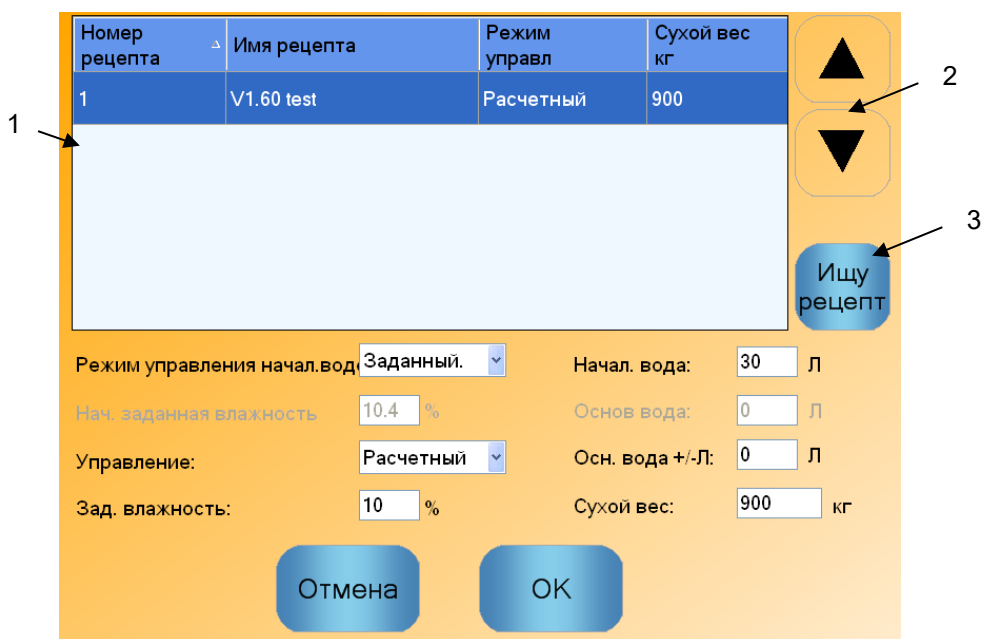 Номер рецепта Имя рецепта Режим управл Сухой вес кг
1 V1.60 test Расчетный 900
1
2
3
Ищу
рецепт
Режим управления начал.вод Заданный. Начал. вода: 30 Л
Нач. заданная влажность 10.4 % Основ вода: 0 Л
Управление: Расчетный Осн. вода +/-Л: 0 Л
Зад. влажность: 10 % Сухой вес: 900 кг
Отмена OK